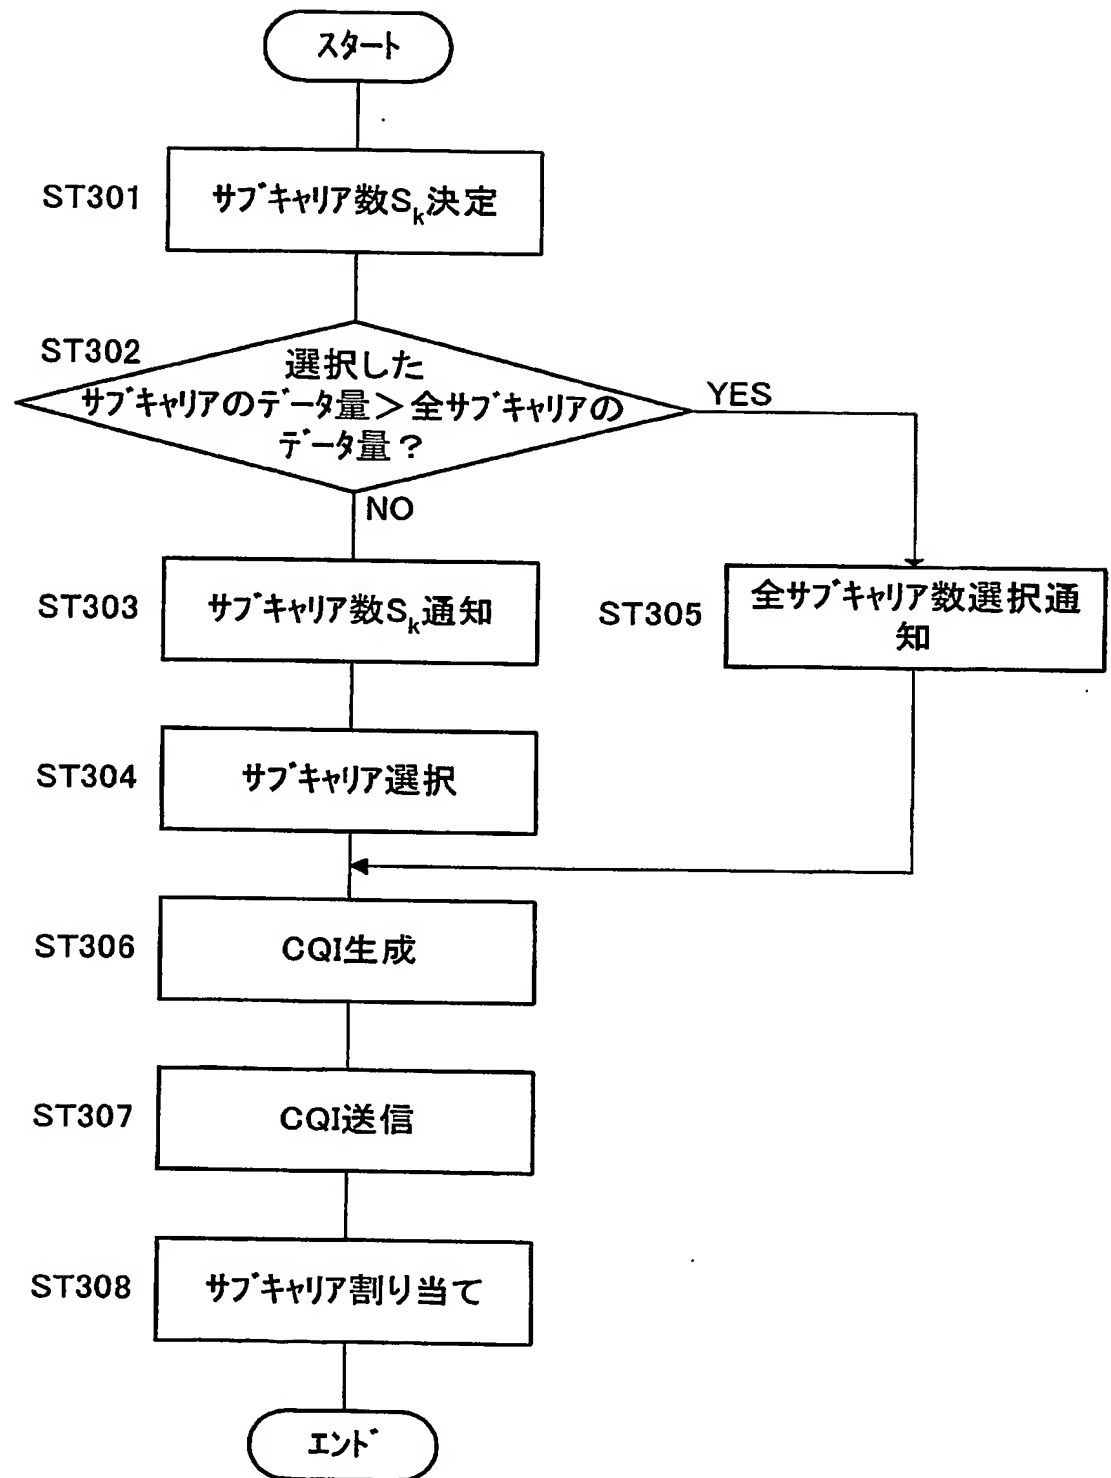 スタート
ST301
サブキャリア数Sk決定
ST302
選択した
サブキャリアのデータ量>全サブキャリアの
データ量?
YES
NO
ST303
サブキャリア数Sk通知
ST305
全サブキャリア数選択通
知
ST304
サブキャリア選択
ST306
CQI生成
ST307
CQI送信
ST308
サブキャリア割り当て
エンド